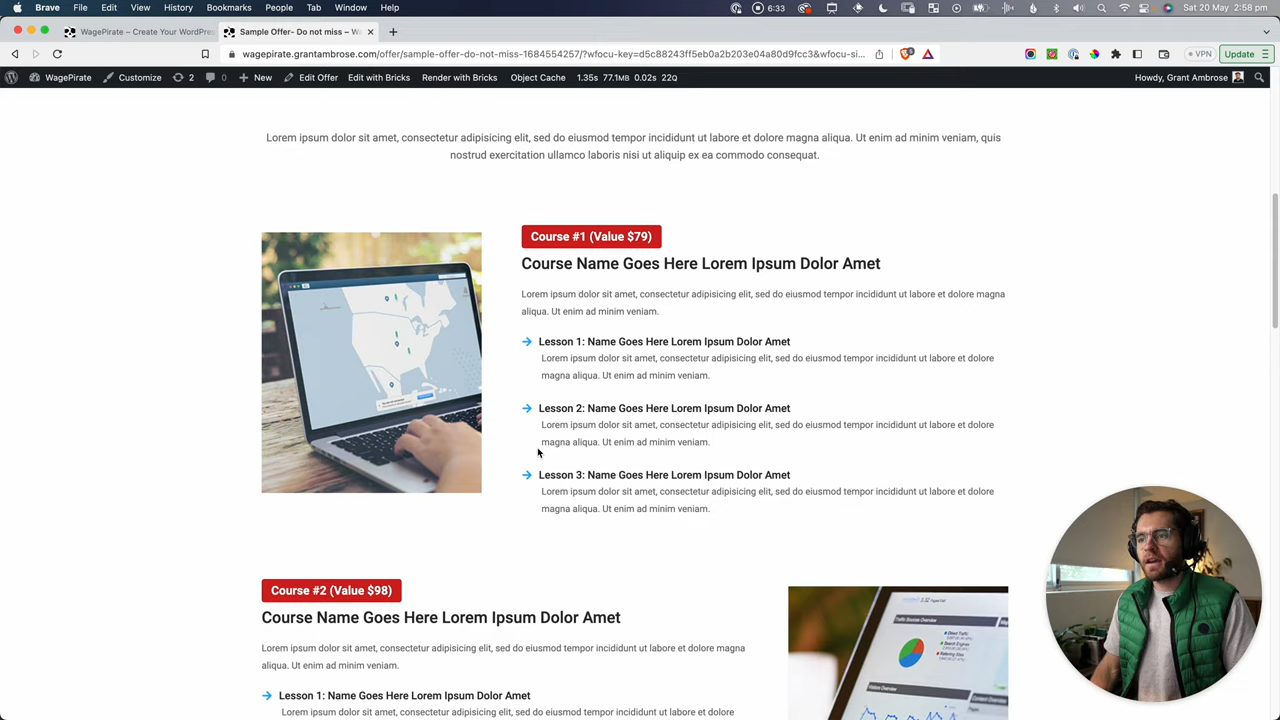 Brave File Edit View History Bookmarks People Tab Window Help 6:33 Sat 20 May 2:58 pm
WagePirate – Create Your WordPres
Sample Offer- Do not miss – W
wagepirate.grantambrose.com/offer/sample-offer-do-not-miss-1684554257/?wfocu-key=d5c88243ff5eb0a2b203e04a80d9fcc3&wfocu-si... VPN Update
WagePirate Customize 2 0 New Edit Offer Edit with Bricks Render with Bricks Object Cache 1.35s 77.1MB 0.02s 22Q Howdy, Grant Ambrose
Lorem ipsum dolor sit amet, consectetur adipisicing elit, sed do eiusmod tempor incididunt ut labore et dolore magna aliqua. Ut enim ad minim veniam, quis
nostrud exercitation ullamco laboris nisi ut aliquip ex ea commodo consequat.
Course #1 (Value $79)
Course Name Goes Here Lorem Ipsum Dolor Amet
Lorem ipsum dolor sit amet, consectetur adipisicing elit, sed do eiusmod tempor incididunt ut labore et dolore magna
aliqua. Ut enim ad minim veniam.
Lesson 1: Name Goes Here Lorem Ipsum Dolor Amet
Lorem ipsum dolor sit amet, consectetur adipisicing elit, sed do eiusmod tempor incididunt ut labore et dolore
magna aliqua. Ut enim ad minim veniam.
Lesson 2: Name Goes Here Lorem Ipsum Dolor Amet
Lorem ipsum dolor sit amet, consectetur adipisicing elit, sed do eiusmod tempor incididunt ut labore et dolore
magna aliqua. Ut enim ad minim veniam.
Lesson 3: Name Goes Here Lorem Ipsum Dolor Amet
Lorem ipsum dolor sit amet, consectetur adipisicing elit, sed do eiusmod tempor incididunt ut labore et dolore
magna aliqua. Ut enim ad minim veniam.
Course #2 (Value $98)
Course Name Goes Here Lorem Ipsum Dolor Amet
Lorem ipsum dolor sit amet, consectetur adipisicing elit, sed do eiusmod tempor incididunt ut labore et dolore magna
aliqua. Ut enim ad minim veniam.
Lesson 1: Name Goes Here Lorem Ipsum Dolor Amet
Lorem ipsum dolor sit amet, consectetur adipisicing elit, sed do eiusmod tempor incididunt ut labore et dolore
Traffic Sources Overview
Direct Traffic
Search Engines
Referring Sites